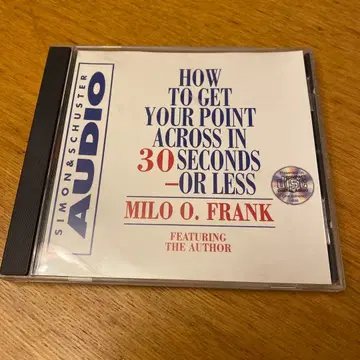 SIMON & SCHUSTER
AUDIO
HOW
TO GET
YOUR POINT
ACROSS IN
30 SECONDS
—OR LESS
MILO O. FRANK
FEATURING
THE AUTHOR